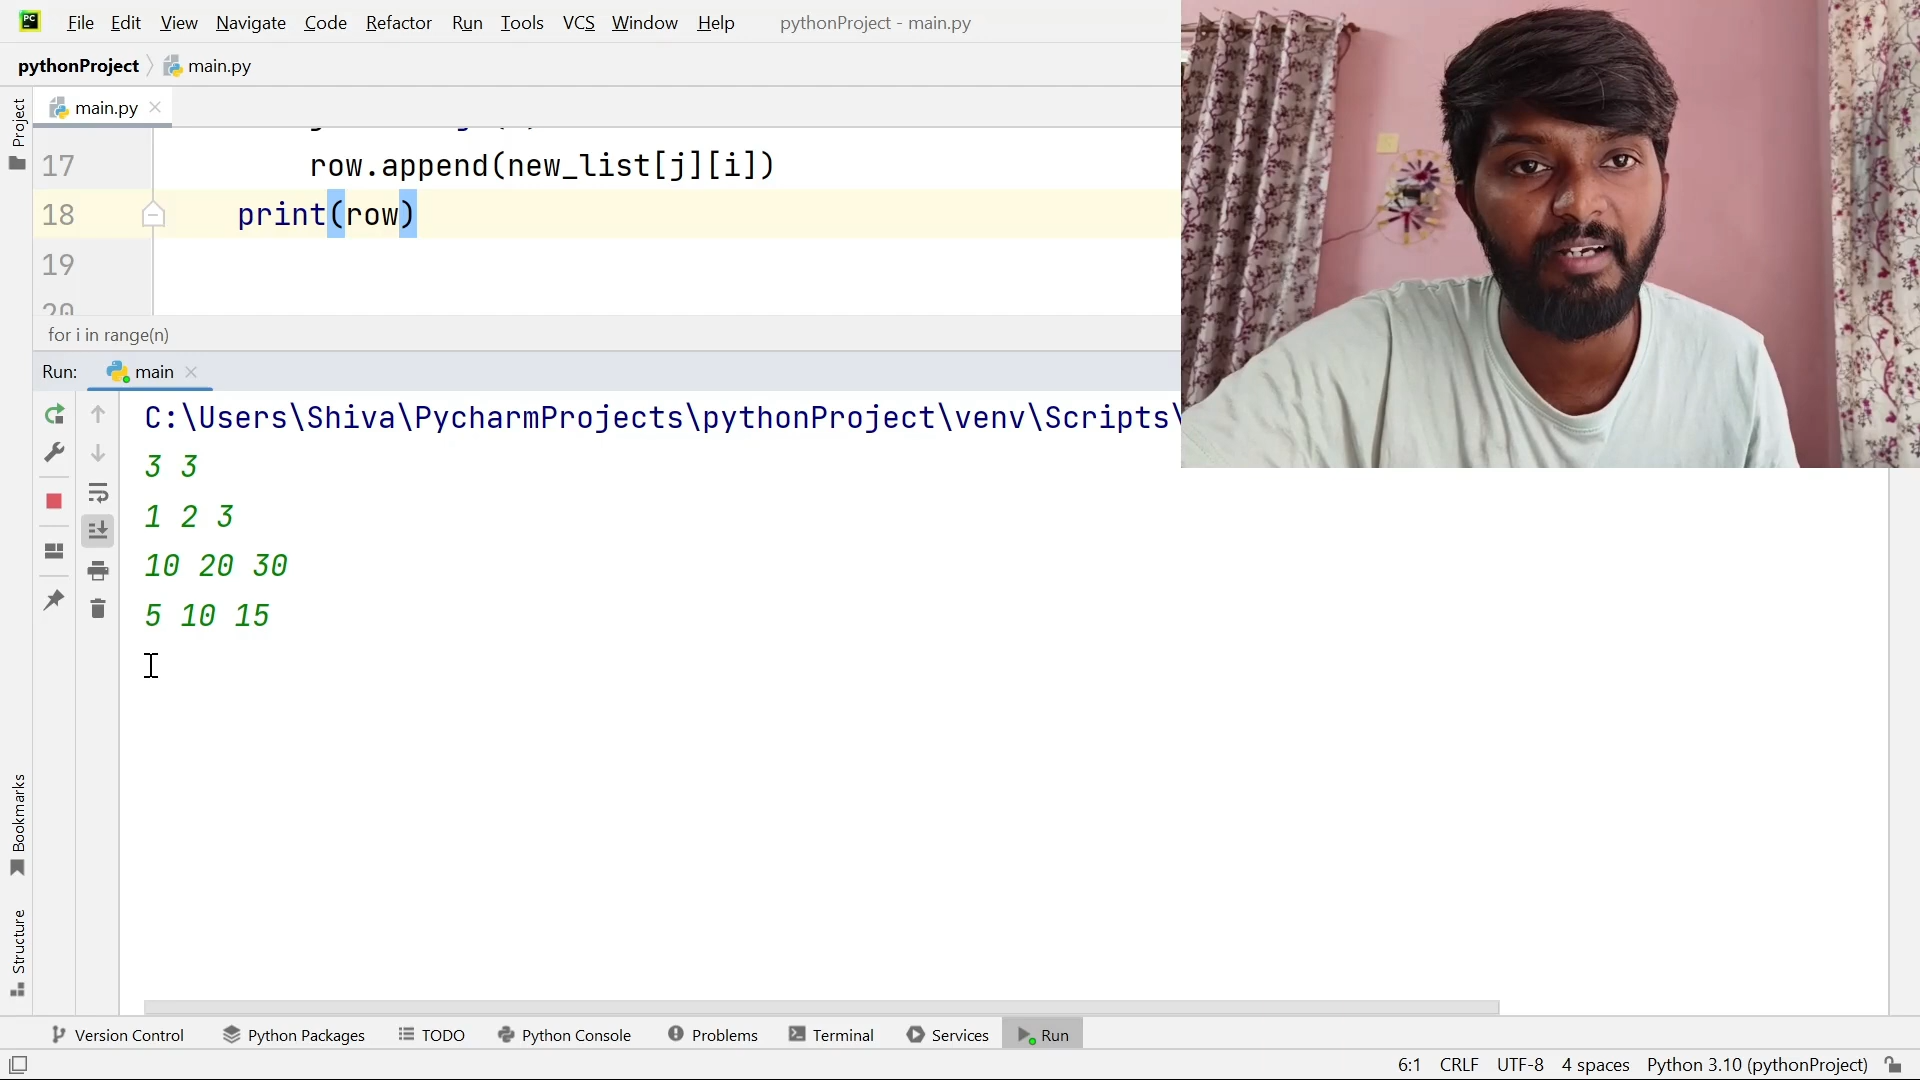 File Edit View Navigate Code Refactor Run Tools VCS Window Help pythonProject - main.py
pythonProject main.py
Project
main.py
17 row.append(new_list[j][i])
18 print(row)
19
20
for i in range(n)
Run: main
C:\Users\Shiva\PycharmProjects\pythonProject\venv\Scripts\
3 3
1 2 3
10 20 30
5 10 15
Bookmarks
Structure
Version Control Python Packages TODO Python Console Problems Terminal Services Run
6:1 CRLF UTF-8 4 spaces Python 3.10 (pythonProject)